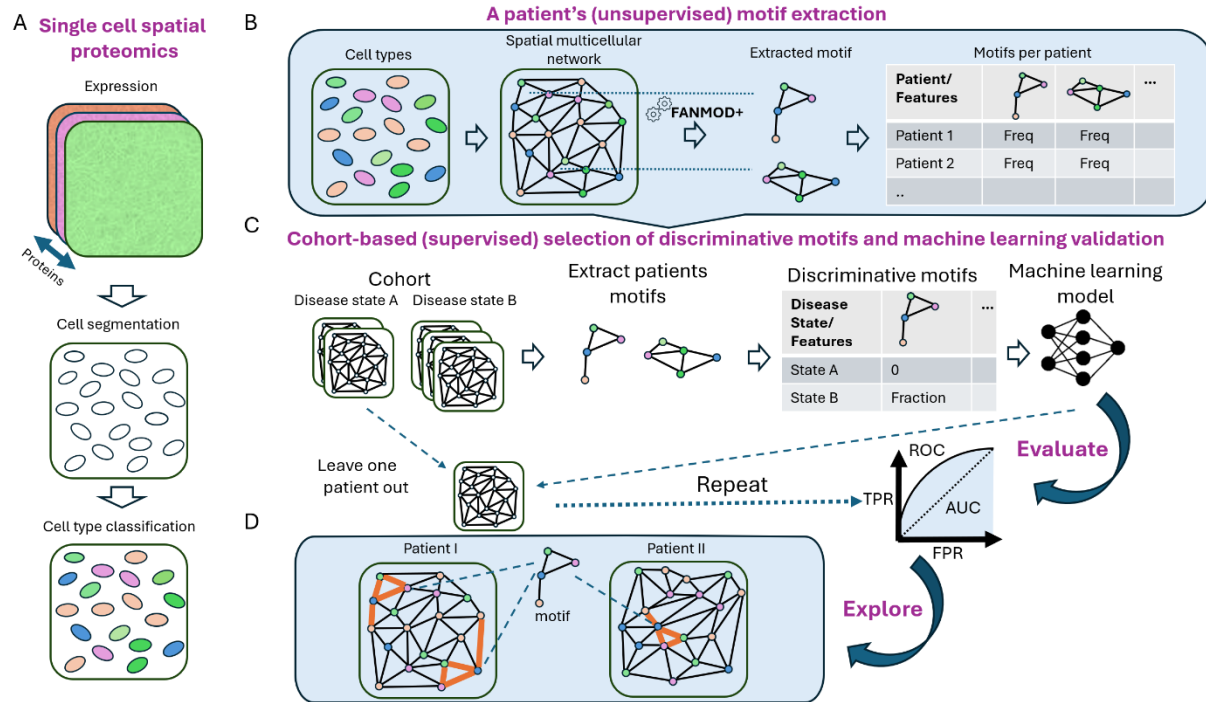 A
Single cell spatial
proteomics
Expression
Proteins
Cell segmentation
Cell type classification
B
A patient's (unsupervised) motif extraction
Cell types
Spatial multicellular
network
FANMOD+
Extracted motif
Motifs per patient
Patient/
Features
...
Patient 1 Freq Freq
Patient 2 Freq Freq
..
C
Cohort-based (supervised) selection of discriminative motifs and machine learning validation
Cohort
Disease state A Disease state B
Extract patients
motifs
Discriminative motifs
Disease
State/
Features
...
State A 0
State B Fraction
Machine learning
model
Leave one
patient out
Repeat
Evaluate
ROC
TPR
AUC
FPR
D
Patient I
motif
Patient II
Explore